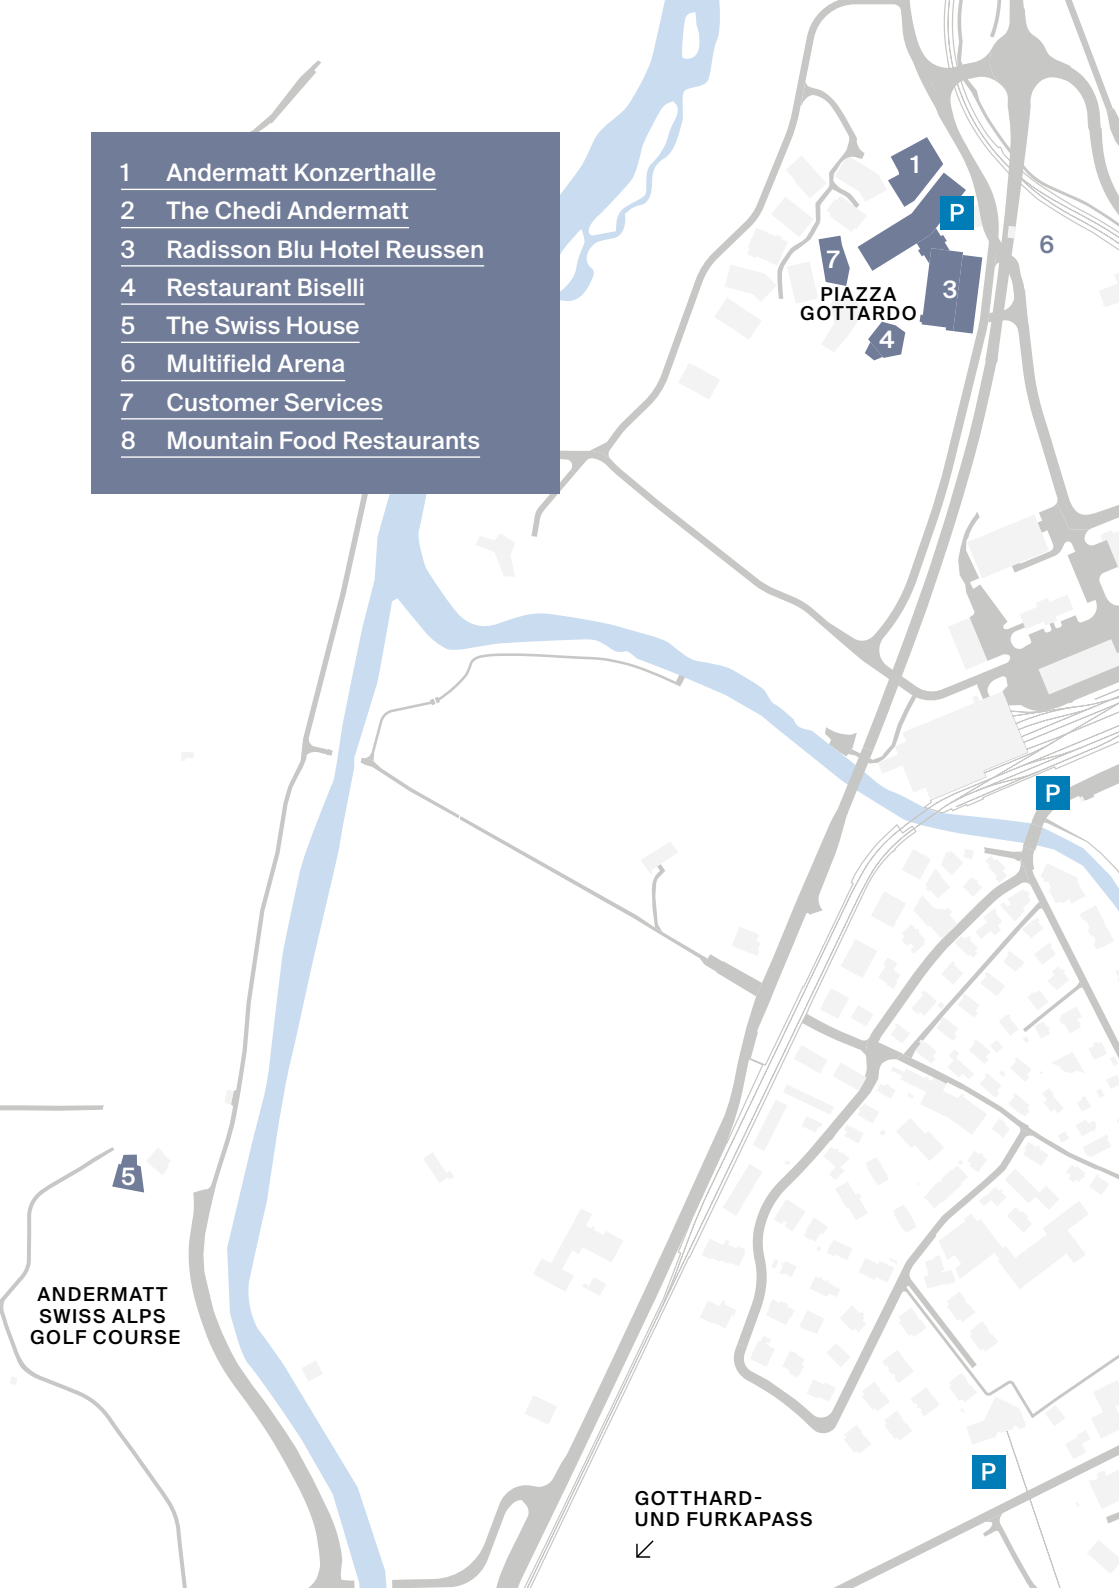 1 Andermatt Konzerthalle
2 The Chedi Andermatt
3 Radisson Blu Hotel Reussen
4 Restaurant Biselli
5 The Swiss House
6 Multifield Arena
7 Customer Services
8 Mountain Food Restaurants
1
P
6
7
3
PIAZZA
GOTTARDO
4
P
5
ANDERMATT
SWISS ALPS
GOLF COURSE
P
GOTTHARD-
UND FURKAPASS